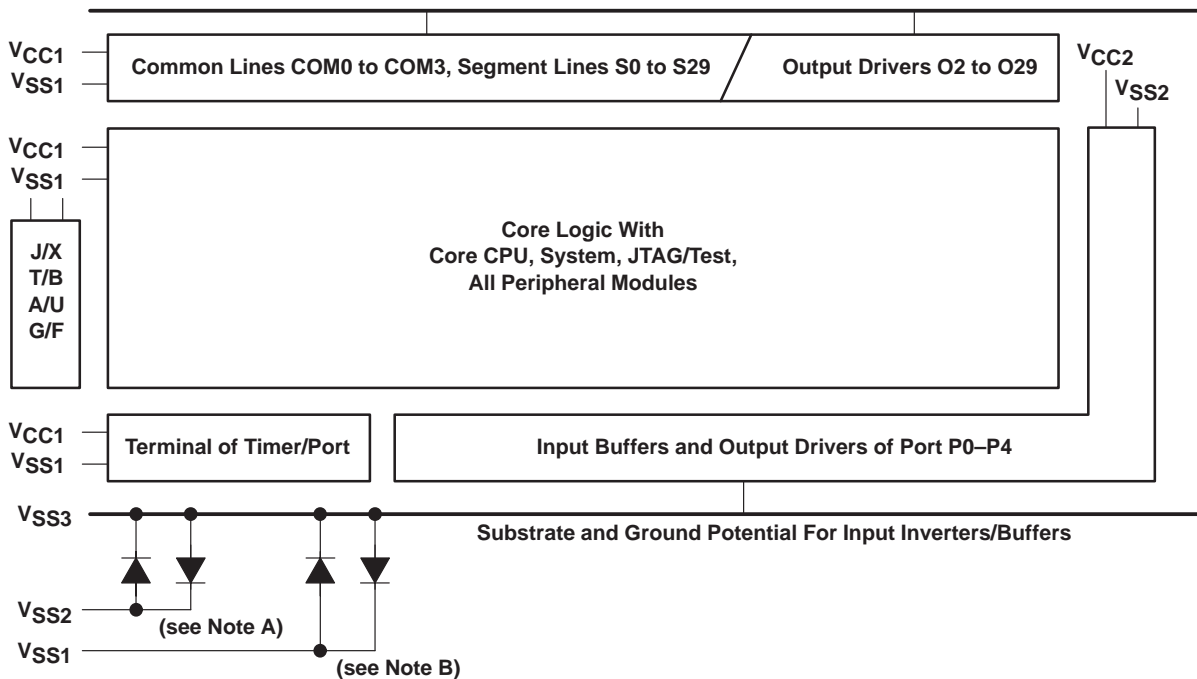 VCC1
VSS1
Common Lines COM0 to COM3, Segment Lines S0 to S29
Output Drivers O2 to O29
VCC2
VSS2
VCC1
VSS1
J/X
T/B
A/U
G/F
Core Logic With
Core CPU, System, JTAG/Test,
All Peripheral Modules
VCC1
VSS1
Terminal of Timer/Port
Input Buffers and Output Drivers of Port P0–P4
VSS3
Substrate and Ground Potential For Input Inverters/Buffers
VSS2
(see Note A)
VSS1
(see Note B)